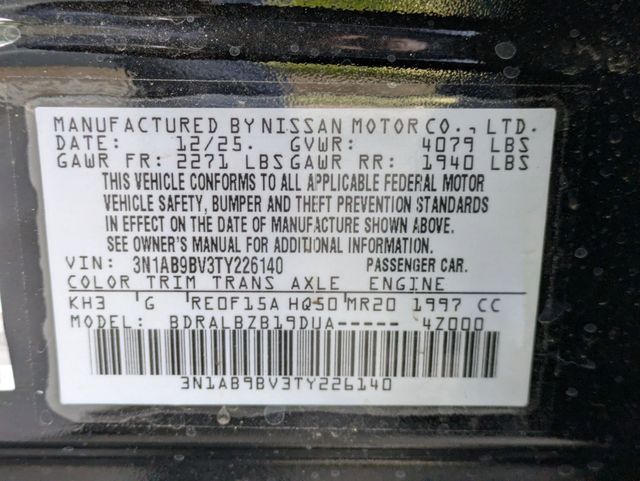 MANUFACTURED BY NISSAN MOTOR CO., LTD.
DATE: 12/25. GVWR: 4079 LBS
GAWR FR: 2271 LBS GAWR RR: 1940 LBS
THIS VEHICLE CONFORMS TO ALL APPLICABLE FEDERAL MOTOR
VEHICLE SAFETY, BUMPER AND THEFT PREVENTION STANDARDS
IN EFFECT ON THE DATE OF MANUFACTURE SHOWN ABOVE.
SEE OWNER'S MANUAL FOR ADDITIONAL INFORMATION.
VIN: 3N1AB9BV3TY226140 PASSENGER CAR.
COLOR TRIM TRANS AXLE ENGINE
KH3 G RE0F15A HQ50 MR20 1997 CC
MODEL: BDRALBZB19DUA----- 4Z000
3N1AB9BV3TY226140